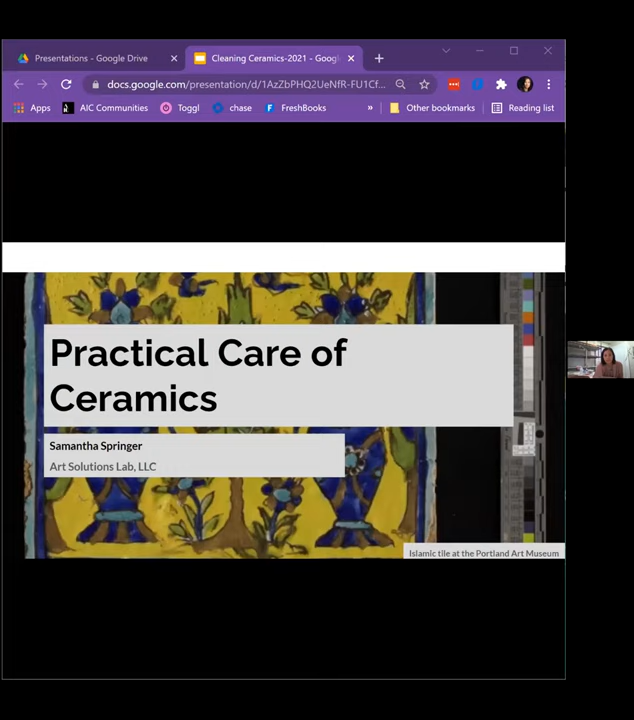 Presentations - Google Drive
Cleaning Ceramics-2021 - Goog
docs.google.com/presentation/d/1AzZbPHQ2UeNfR-FU1Cf...
Apps
AIC Communities
Toggl
chase
FreshBooks
»
Other bookmarks
Reading list
Practical Care of
Ceramics
Samantha Springer
Art Solutions Lab, LLC
Islamic tile at the Portland Art Museum